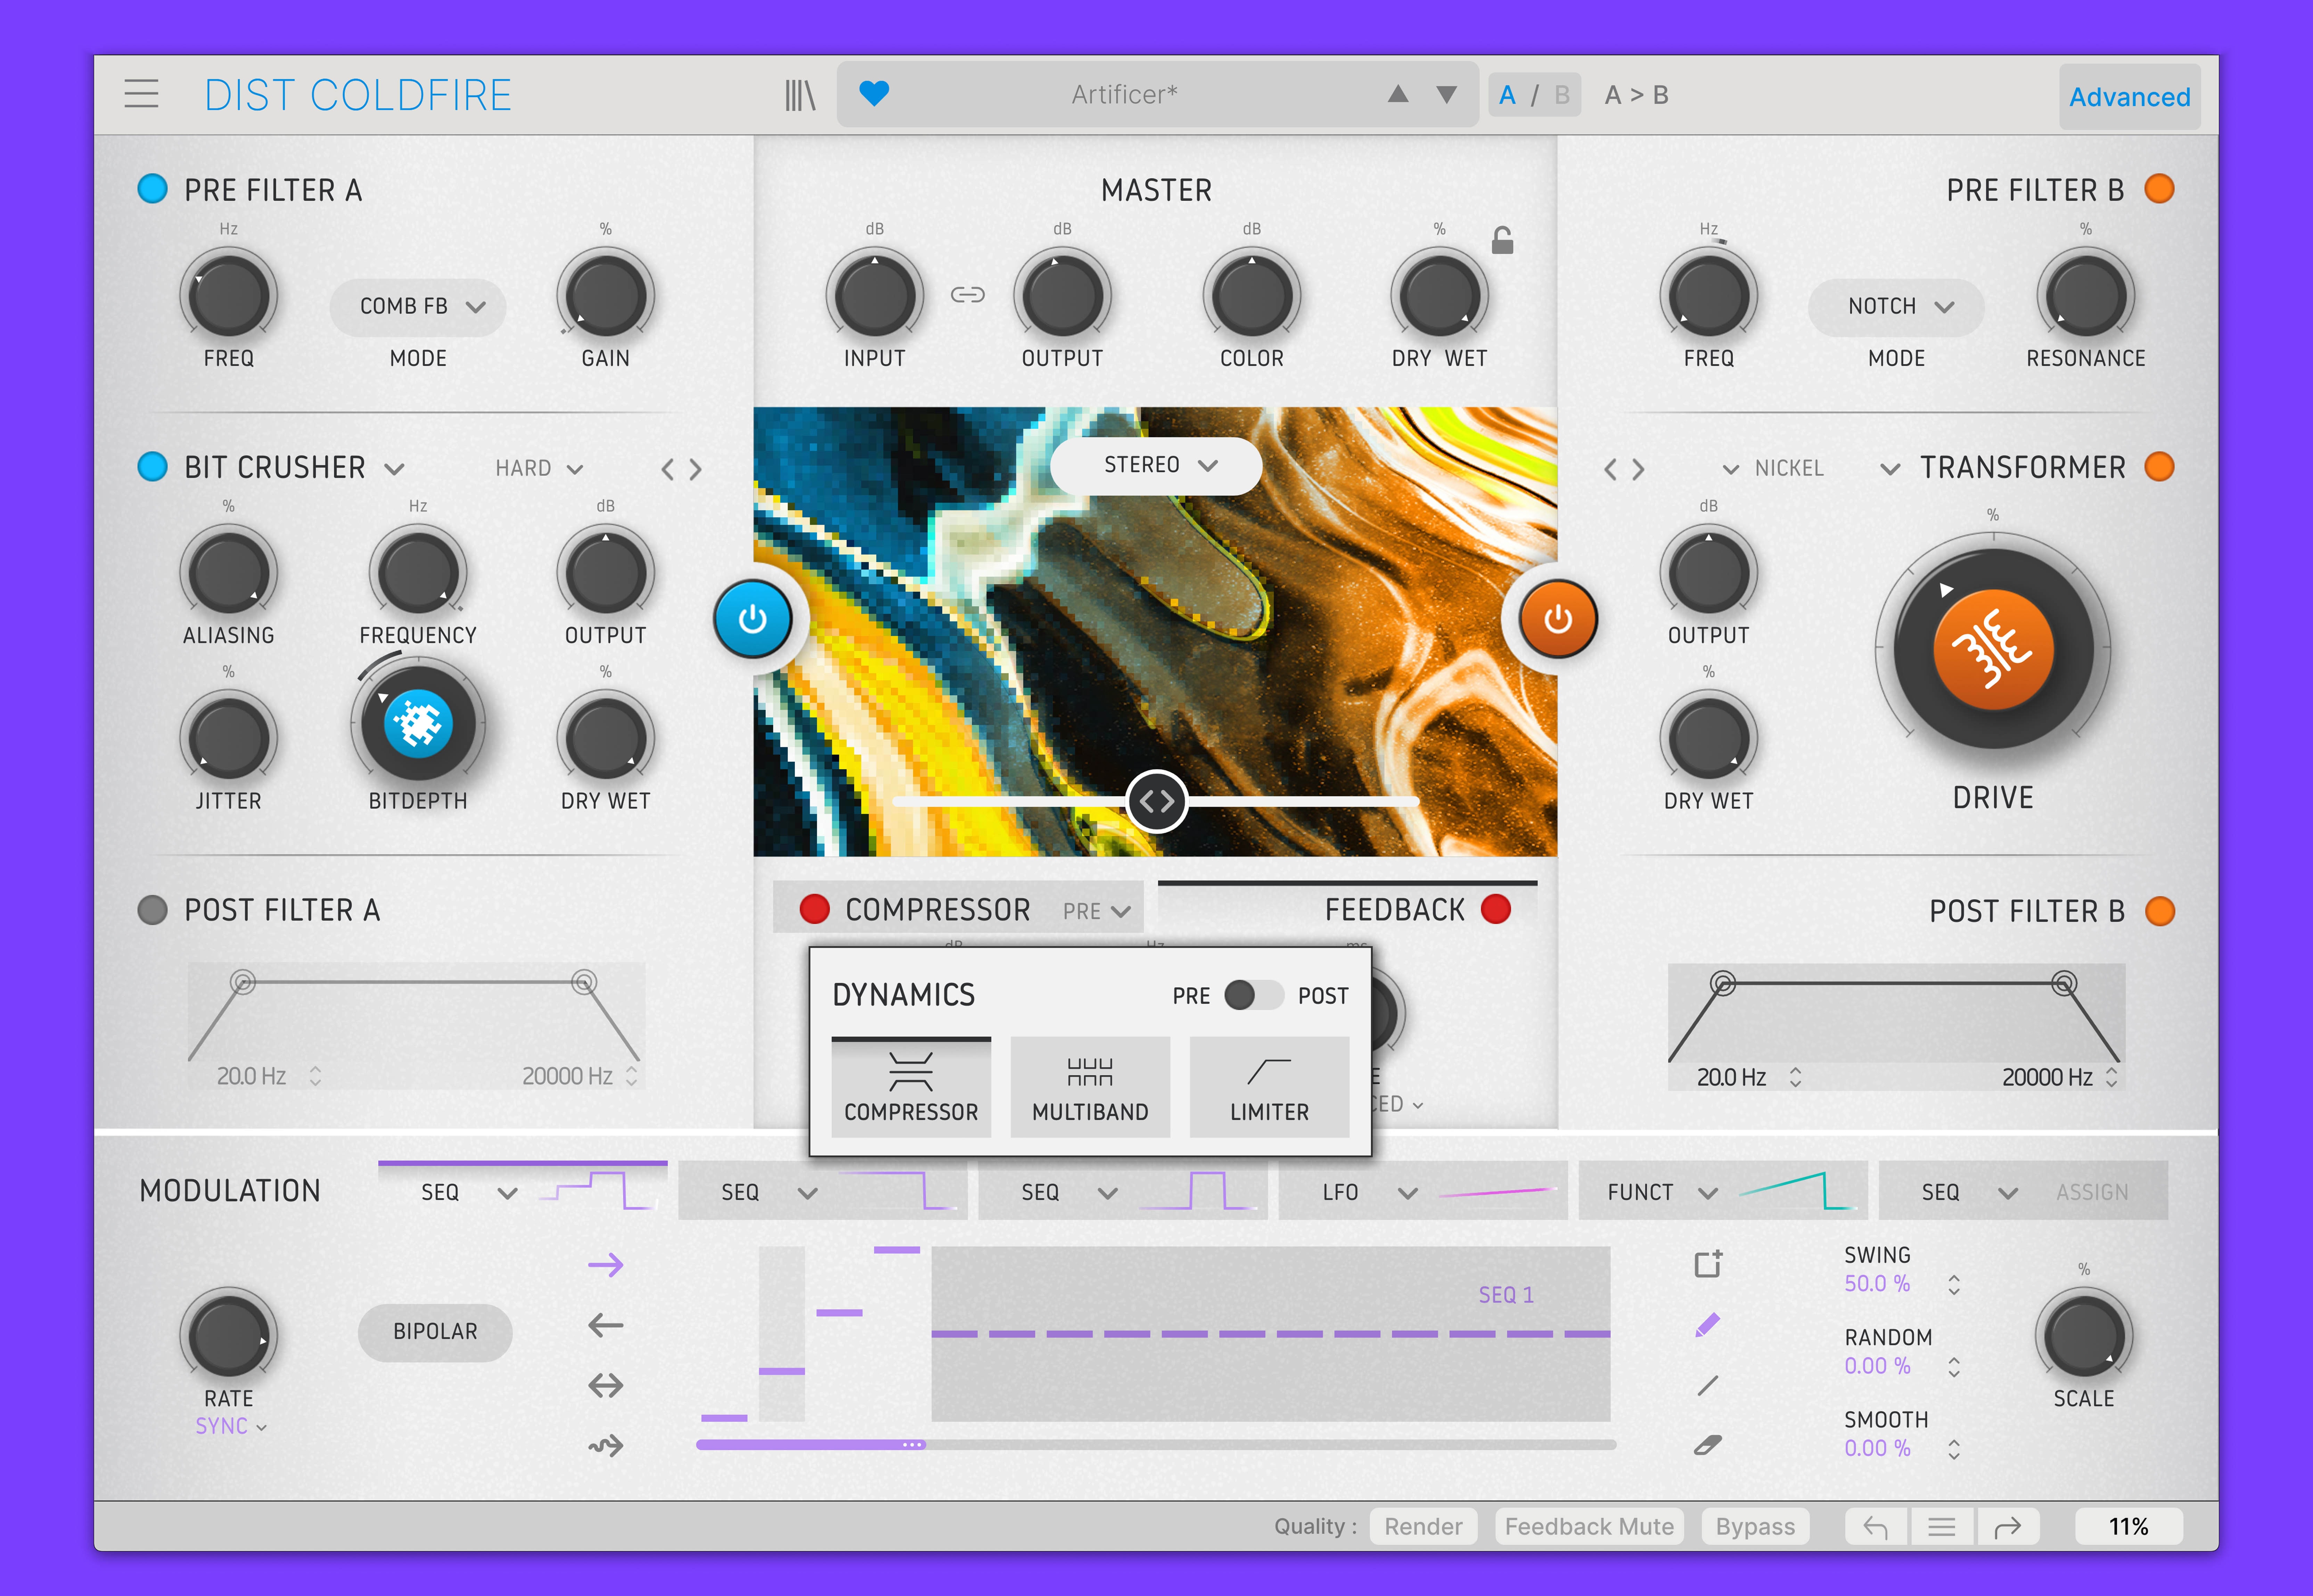 DIST COLDFIRE
Artificer*
A / B
A > B
Advanced
PRE FILTER A
Hz
%
COMB FB
FREQ
MODE
GAIN
MASTER
dB
dB
dB
%
INPUT
OUTPUT
COLOR
DRY WET
PRE FILTER B
Hz
%
NOTCH
FREQ
MODE
RESONANCE
BIT CRUSHER
HARD
%
Hz
dB
ALIASING
FREQUENCY
OUTPUT
%
%
JITTER
BITDEPTH
DRY WET
STEREO
NICKEL
TRANSFORMER
dB
%
OUTPUT
%
DRY WET
DRIVE
POST FILTER A
20.0 Hz
20000 Hz
COMPRESSOR
PRE
FEEDBACK
dB
Hz
ms
DYNAMICS
PRE
POST
COMPRESSOR
MULTIBAND
LIMITER
POST FILTER B
20.0 Hz
20000 Hz
MODULATION
SEQ
SEQ
SEQ
LFO
FUNCT
SEQ
ASSIGN
RATE
SYNC
BIPOLAR
SEQ 1
SWING
50.0 %
RANDOM
0.00 %
SMOOTH
0.00 %
%
SCALE
Quality :
Render
Feedback Mute
Bypass
11%